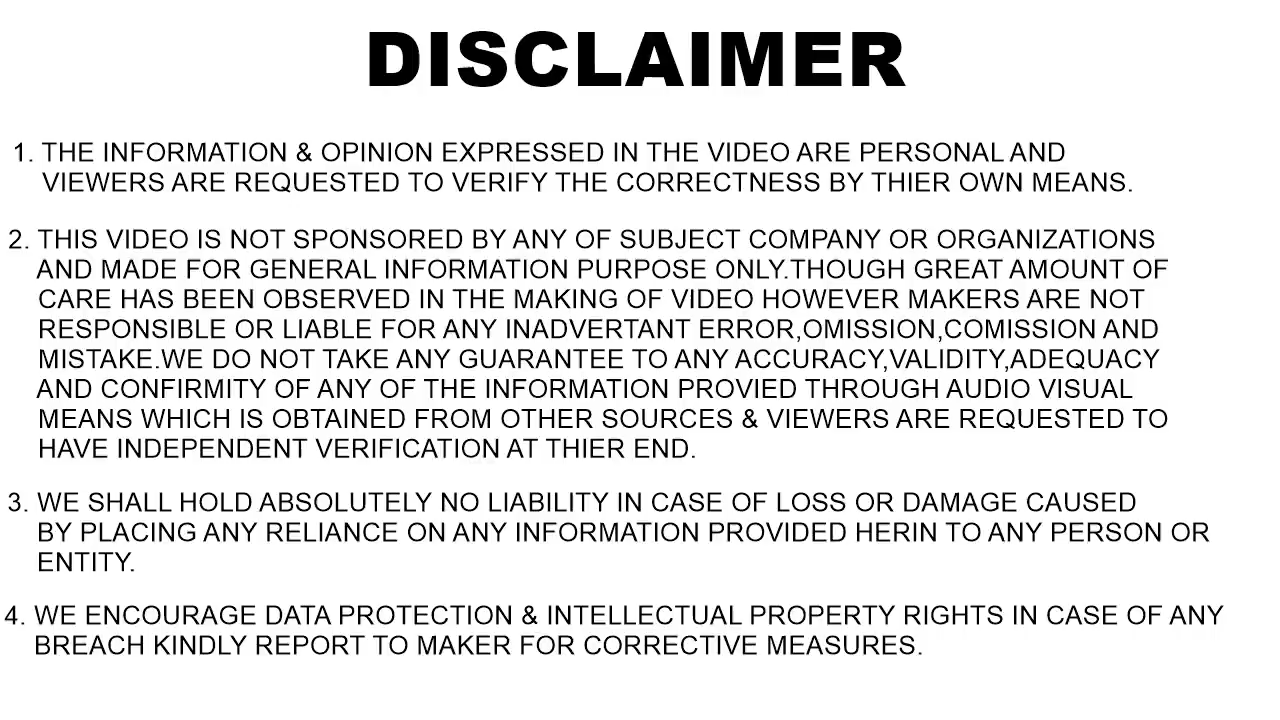 DISCLAIMER
1. THE INFORMATION & OPINION EXPRESSED IN THE VIDEO ARE PERSONAL AND
VIEWERS ARE REQUESTED TO VERIFY THE CORRECTNESS BY THIER OWN MEANS.
2. THIS VIDEO IS NOT SPONSORED BY ANY OF SUBJECT COMPANY OR ORGANIZATIONS
AND MADE FOR GENERAL INFORMATION PURPOSE ONLY.THOUGH GREAT AMOUNT OF
CARE HAS BEEN OBSERVED IN THE MAKING OF VIDEO HOWEVER MAKERS ARE NOT
RESPONSIBLE OR LIABLE FOR ANY INADVERTANT ERROR,OMISSION,COMISSION AND
MISTAKE.WE DO NOT TAKE ANY GUARANTEE TO ANY ACCURACY,VALIDITY,ADEQUACY
AND CONFIRMITY OF ANY OF THE INFORMATION PROVIED THROUGH AUDIO VISUAL
MEANS WHICH IS OBTAINED FROM OTHER SOURCES & VIEWERS ARE REQUESTED TO
HAVE INDEPENDENT VERIFICATION AT THIER END.
3. WE SHALL HOLD ABSOLUTELY NO LIABILITY IN CASE OF LOSS OR DAMAGE CAUSED
BY PLACING ANY RELIANCE ON ANY INFORMATION PROVIDED HERIN TO ANY PERSON OR
ENTITY.
4. WE ENCOURAGE DATA PROTECTION & INTELLECTUAL PROPERTY RIGHTS IN CASE OF ANY
BREACH KINDLY REPORT TO MAKER FOR CORRECTIVE MEASURES.